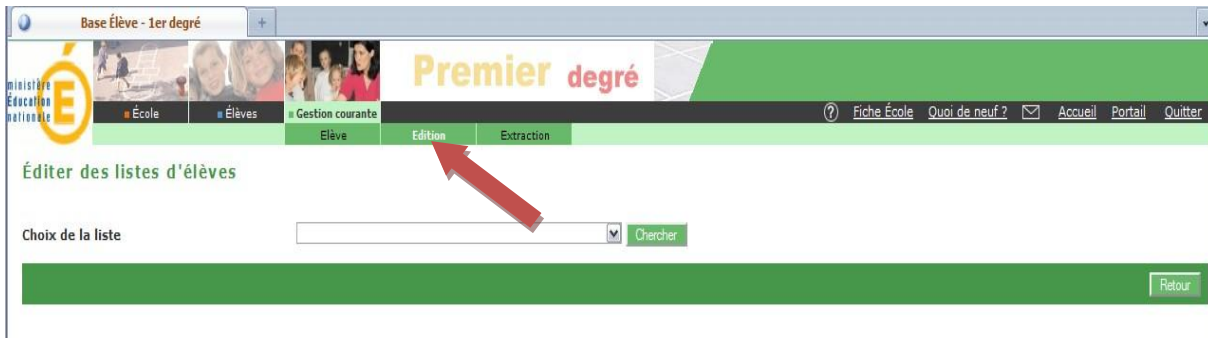 Base Élève - 1er degré
+
ministère
Éducation
nationale
É
Premier degré
École
Élèves
Gestion courante
? Fiche École Quoi de neuf ? Accueil Portail Quitter
Elève
Edition
Extraction
Éditer des listes d'élèves
Choix de la liste
Chercher
Retour